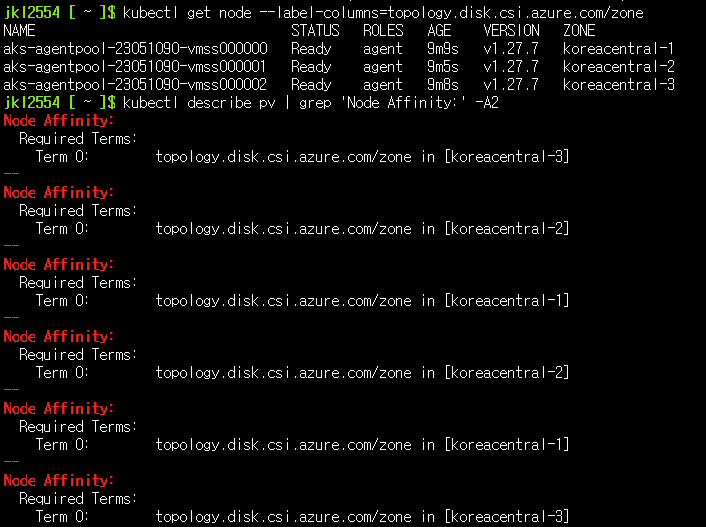 jkl2554 [ ~ ]$ kubectl get node --label-columns=topology.disk.csi.azure.com/zone
NAME STATUS ROLES AGE VERSION ZONE
aks-agentpool-23051090-vmss000000 Ready agent 9m9s v1.27.7 koreacentral-1
aks-agentpool-23051090-vmss000001 Ready agent 9m5s v1.27.7 koreacentral-2
aks-agentpool-23051090-vmss000002 Ready agent 9m8s v1.27.7 koreacentral-3
jkl2554 [ ~ ]$ kubectl describe pv | grep 'Node Affinity:' -A2
Node Affinity:
Required Terms:
Term 0: topology.disk.csi.azure.com/zone in [koreacentral-3]
--
Node Affinity:
Required Terms:
Term 0: topology.disk.csi.azure.com/zone in [koreacentral-2]
--
Node Affinity:
Required Terms:
Term 0: topology.disk.csi.azure.com/zone in [koreacentral-1]
--
Node Affinity:
Required Terms:
Term 0: topology.disk.csi.azure.com/zone in [koreacentral-2]
--
Node Affinity:
Required Terms:
Term 0: topology.disk.csi.azure.com/zone in [koreacentral-1]
--
Node Affinity:
Required Terms:
Term 0: topology.disk.csi.azure.com/zone in [koreacentral-3]